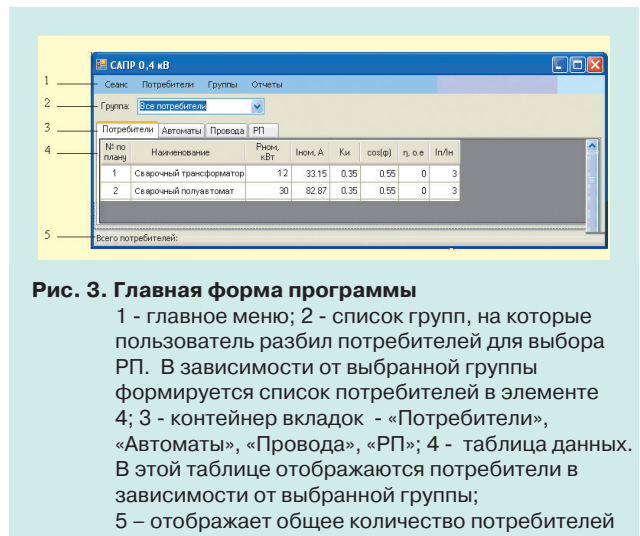 САПР 0,4 кВ
1
Сеанс Потребители Группы Отчеты
2
Группа: Все потребители
3
Потребители Автоматы Провода РП
4
№ по плану Наименование Рном, кВт Iном, А Ки cos(φ) η, о.е Iп/Iн
1 Сварочный трансформатор 12 33.15 0.35 0.55 0 3
2 Сварочный полуавтомат 30 82.87 0.35 0.55 0 3
5
Всего потребителей:
Рис. 3. Главная форма программы
1 - главное меню; 2 - список групп, на которые
пользователь разбил потребителей для выбора
РП. В зависимости от выбранной группы
формируется список потребителей в элементе
4; 3 - контейнер вкладок - «Потребители»,
«Автоматы», «Провода», «РП»; 4 - таблица данных.
В этой таблице отображаются потребители в
зависимости от выбранной группы;
5 – отображает общее количество потребителей